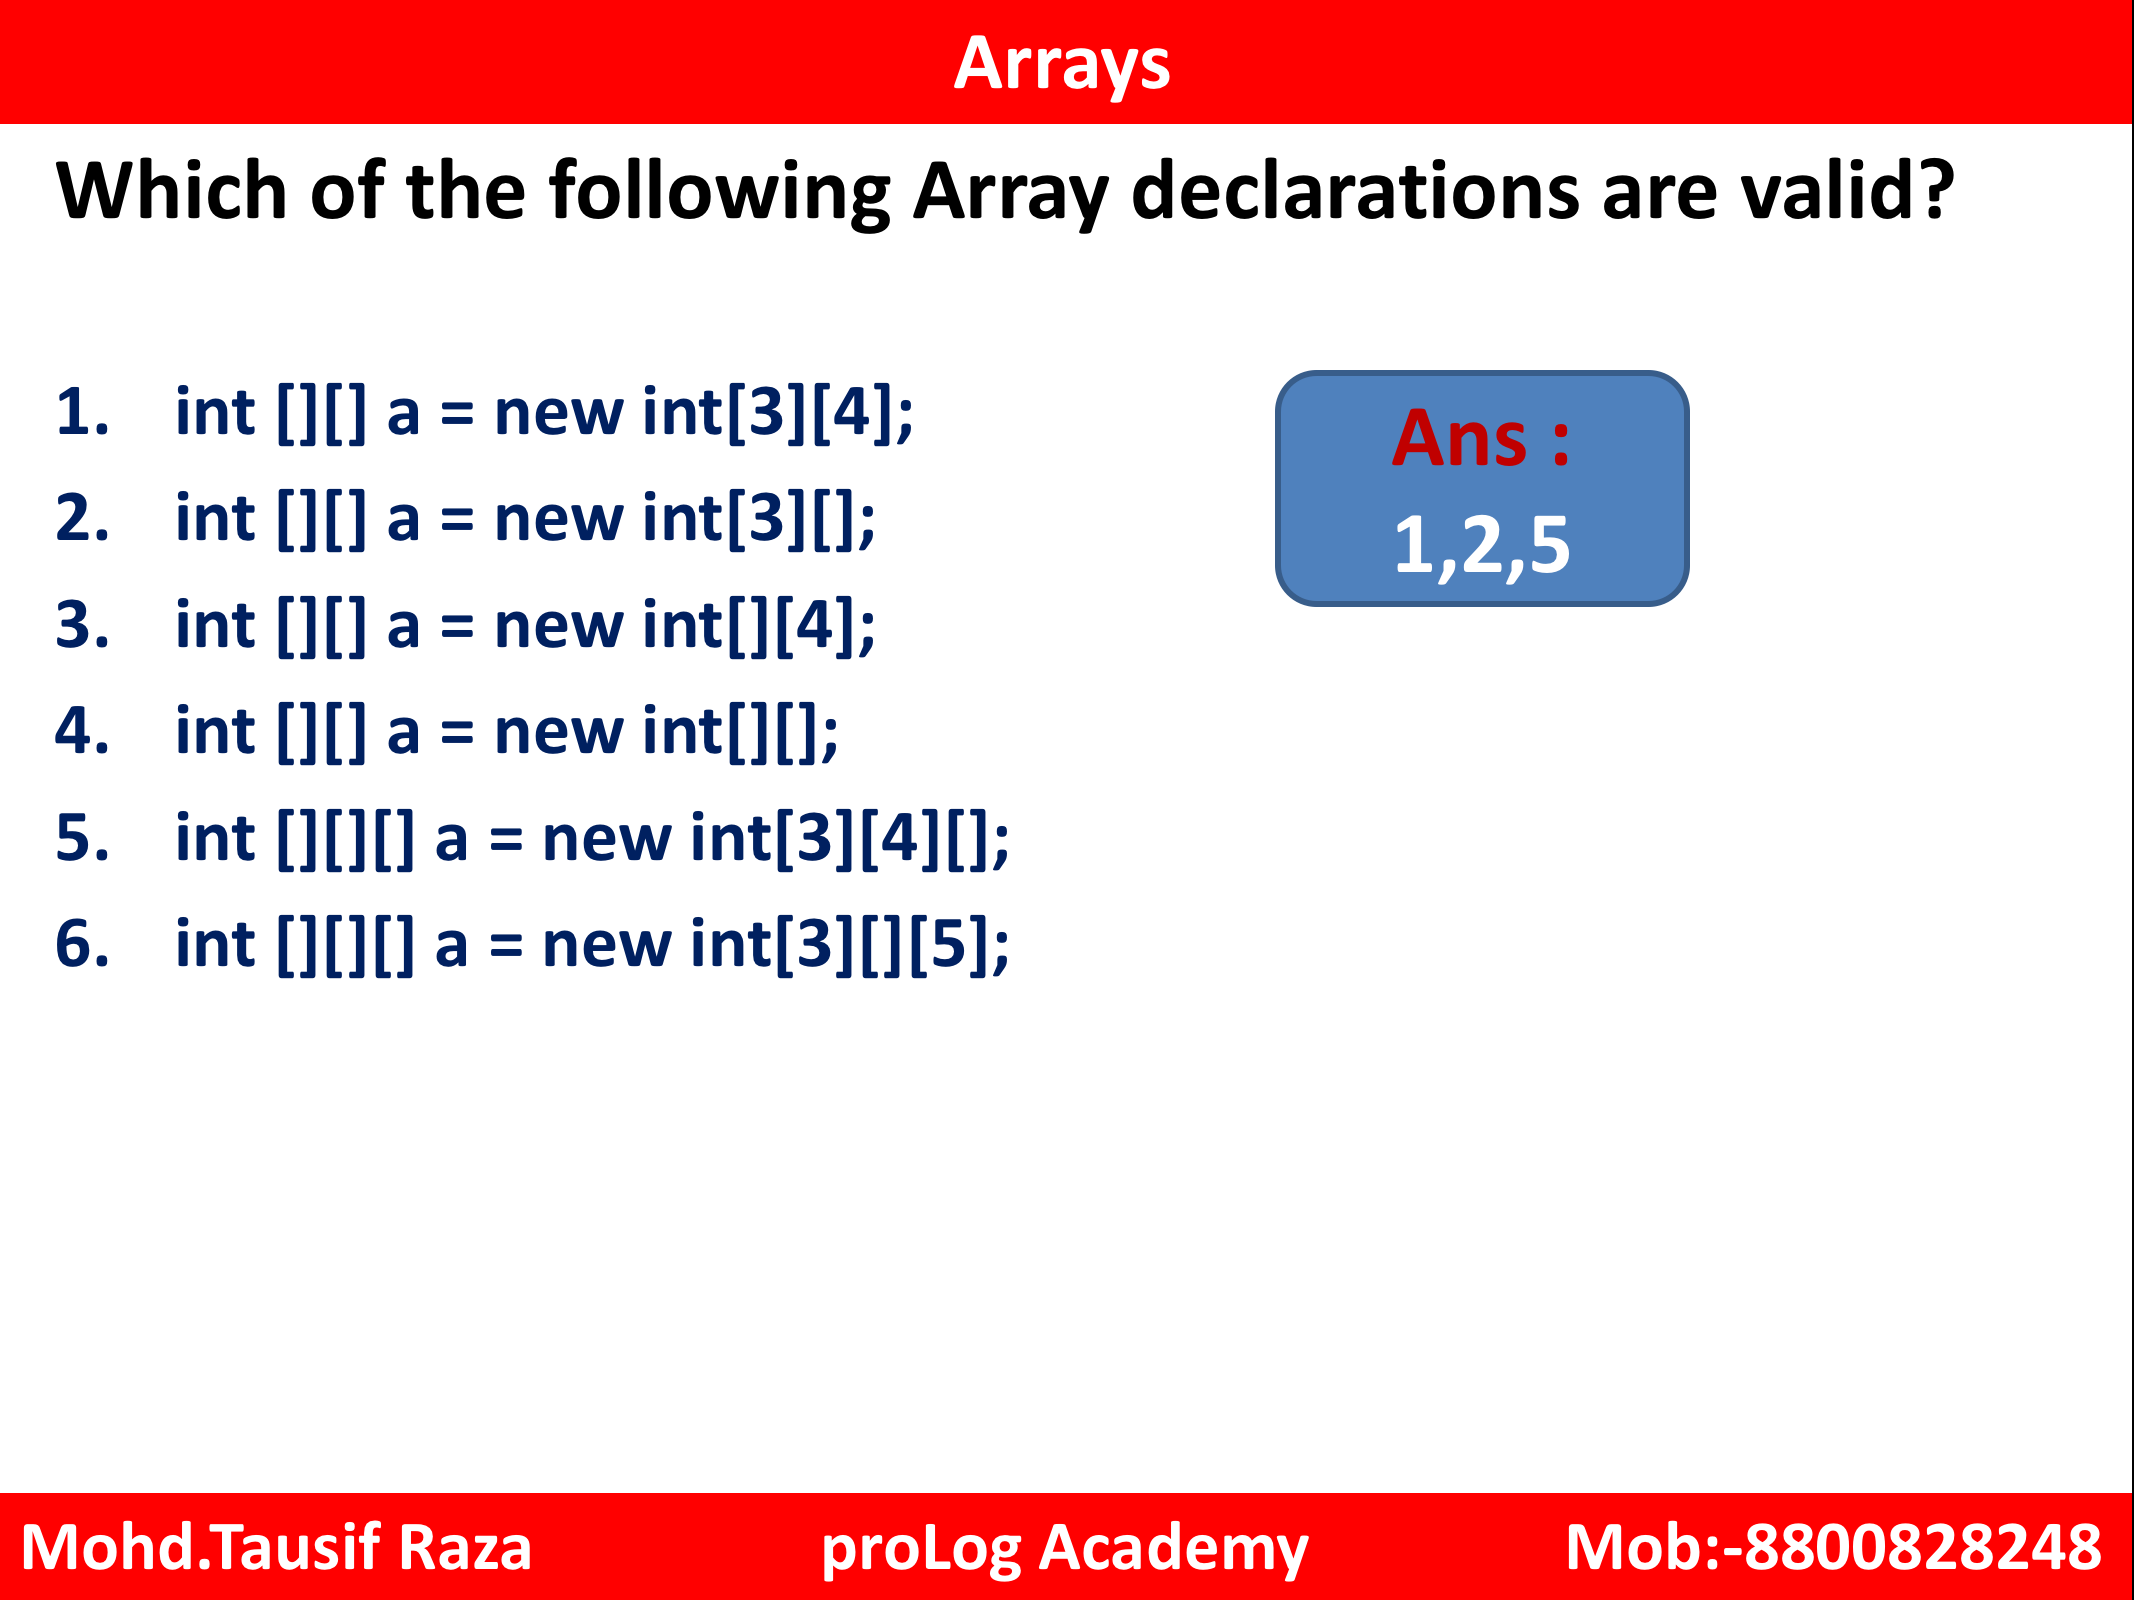 Arrays
Which of the following Array declarations are valid?
1. int [][] a = new int[3][4];
2. int [][] a = new int[3][];
3. int [][] a = new int[][4];
4. int [][] a = new int[][];
5. int [][][] a = new int[3][4][];
6. int [][][] a = new int[3][][5];
Ans :
1,2,5
Mohd.Tausif Raza proLog Academy Mob:-8800828248